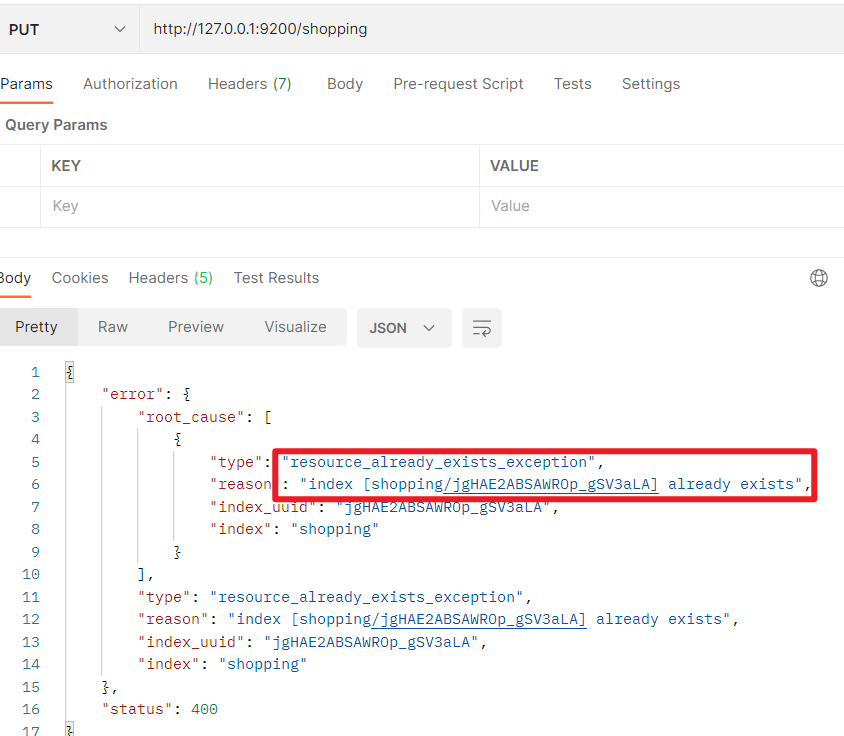 PUT http://127.0.0.1:9200/shopping
Params Authorization Headers (7) Body Pre-request Script Tests Settings
Query Params
KEY VALUE
Key Value
Body Cookies Headers (5) Test Results
Pretty Raw Preview Visualize JSON
1 {
2 "error": {
3 "root_cause": [
4 {
5 "type": "resource_already_exists_exception",
6 "reason": "index [shopping/jgHAE2ABSAWROp_gSV3aLA] already exists",
7 "index_uuid": "jgHAE2ABSAWROp_gSV3aLA",
8 "index": "shopping"
9 }
10 ],
11 "type": "resource_already_exists_exception",
12 "reason": "index [shopping/jgHAE2ABSAWROp_gSV3aLA] already exists",
13 "index_uuid": "jgHAE2ABSAWROp_gSV3aLA",
14 "index": "shopping"
15 },
16 "status": 400
17 }